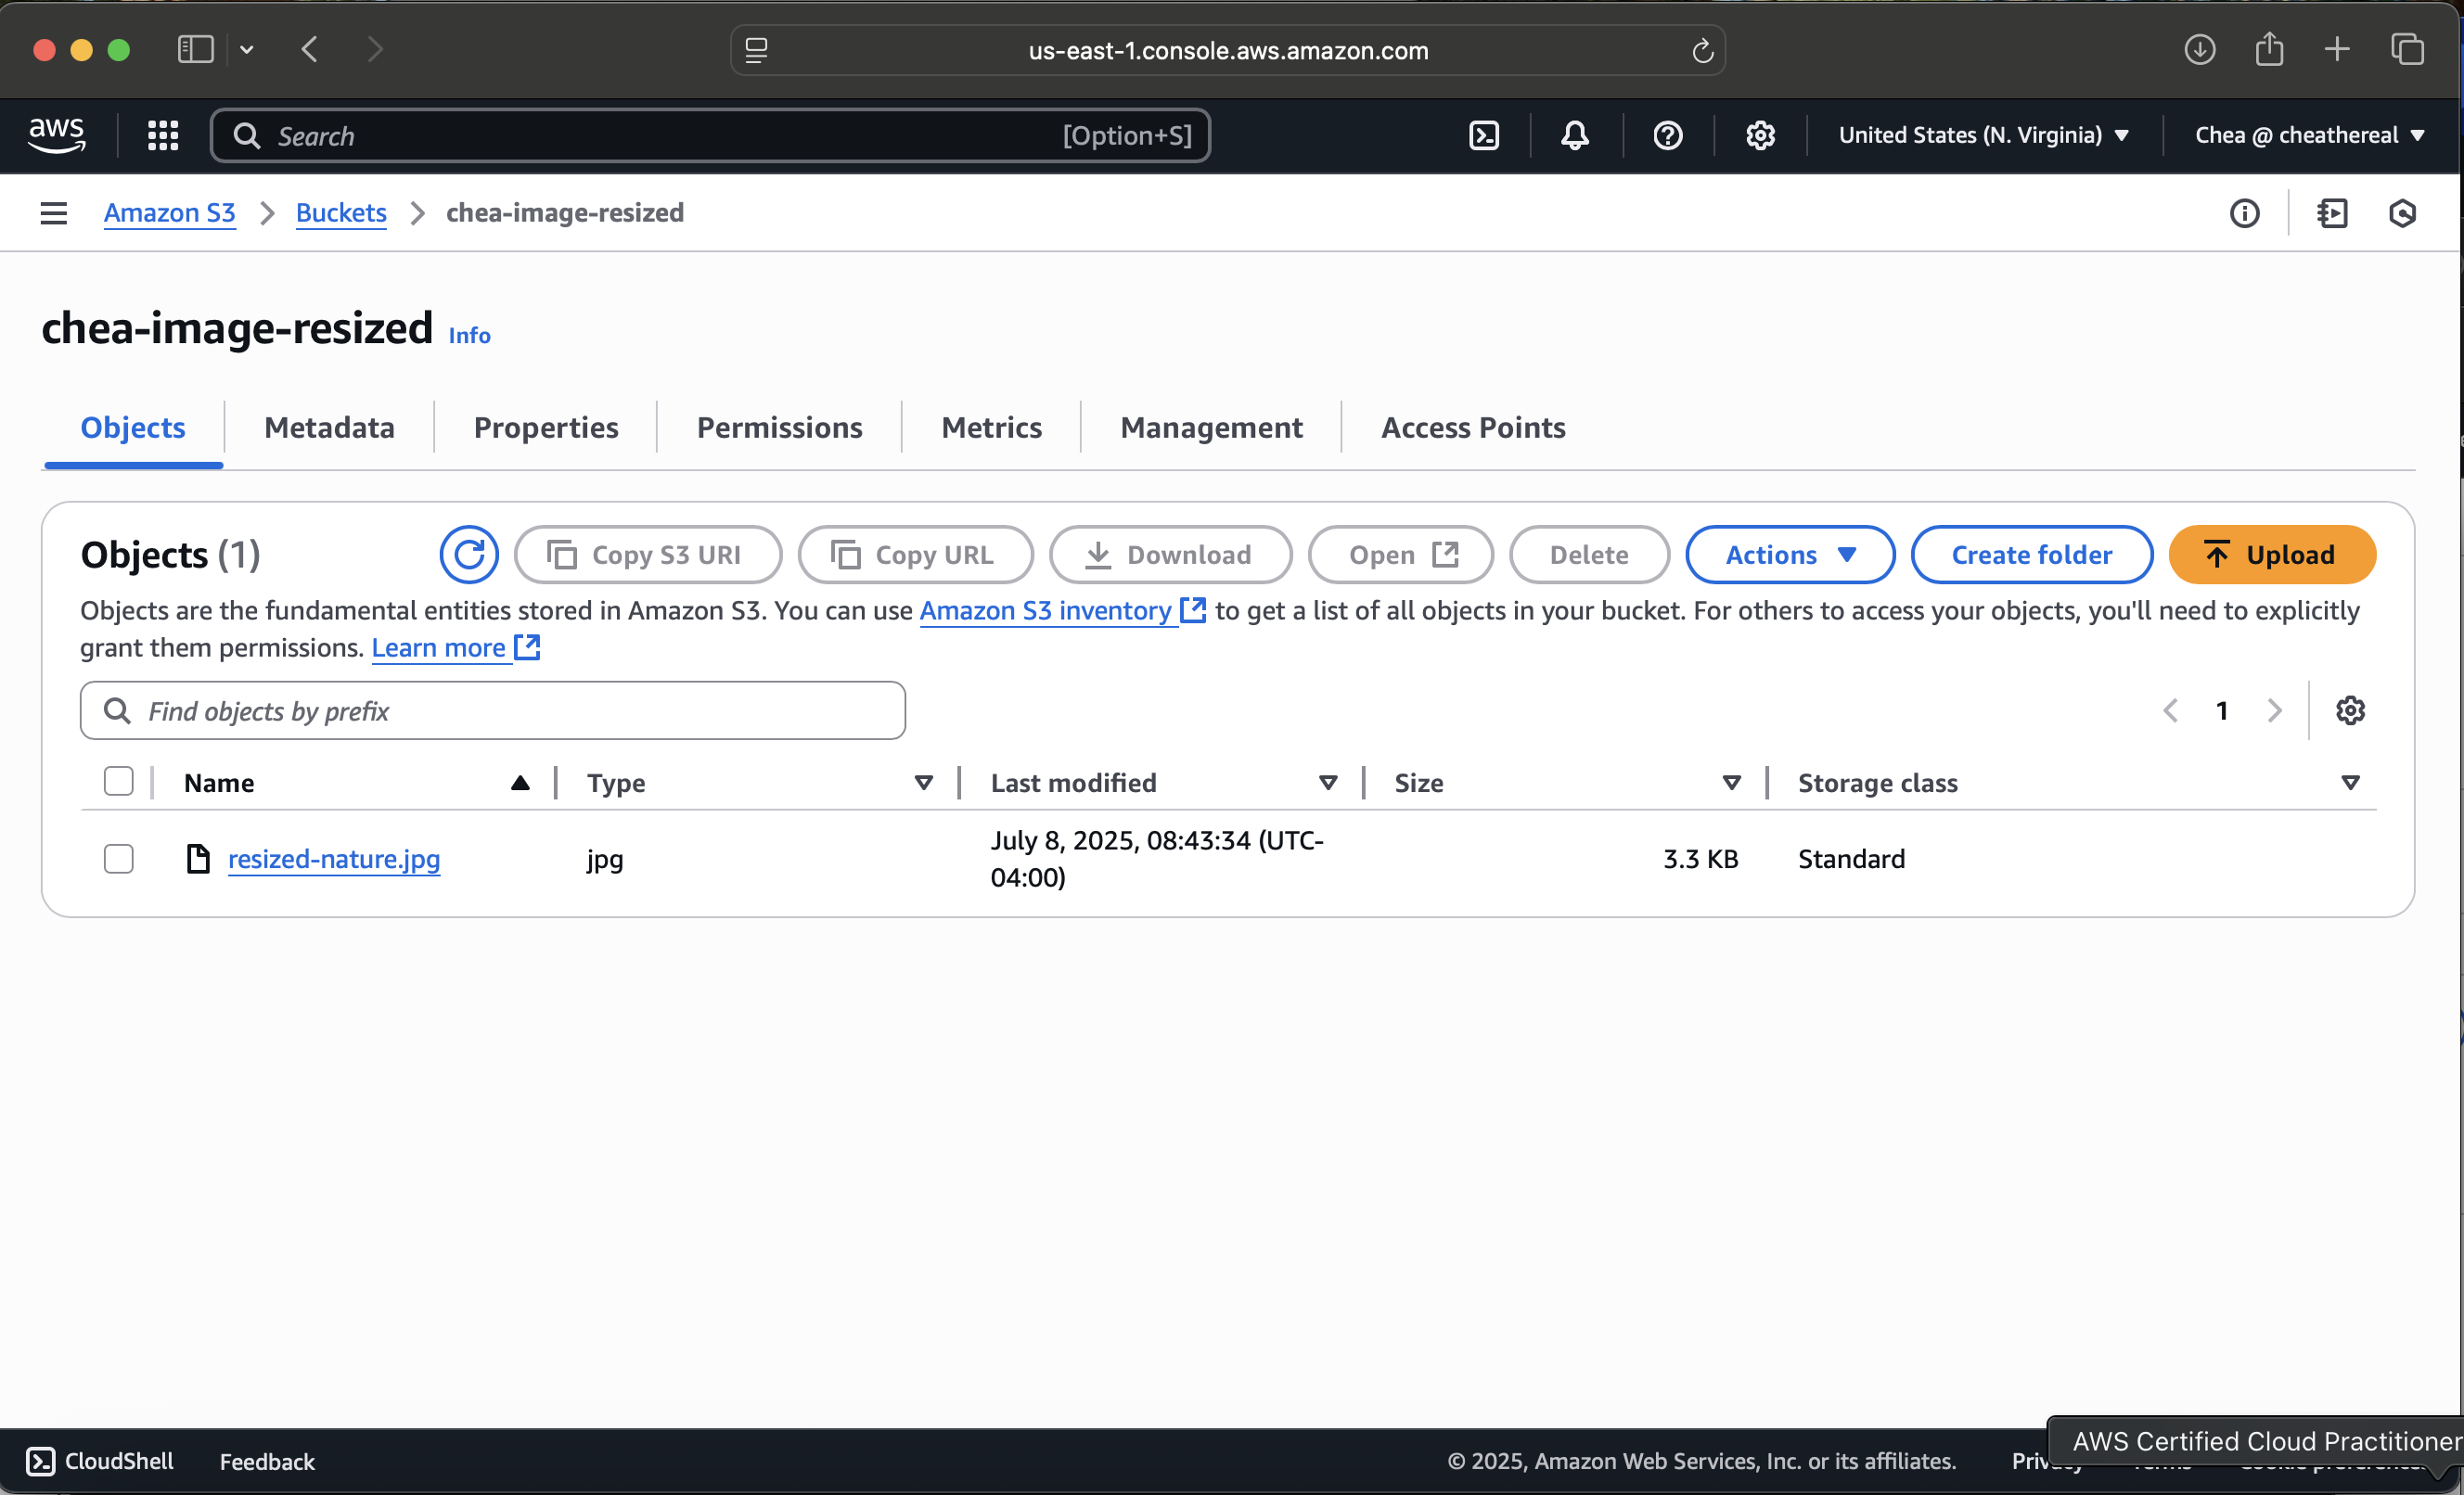 us-east-1.console.aws.amazon.com
aws
Search [Option+S]
United States (N. Virginia)
Chea @ cheathereal
Amazon S3
Buckets
chea-image-resized
chea-image-resized Info
Objects
Metadata
Properties
Permissions
Metrics
Management
Access Points
Objects (1)
Copy S3 URI
Copy URL
Download
Open
Delete
Actions
Create folder
Upload
Objects are the fundamental entities stored in Amazon S3. You can use Amazon S3 inventory to get a list of all objects in your bucket. For others to access your objects, you'll need to explicitly
grant them permissions. Learn more
Find objects by prefix
1
Name
Type
Last modified
Size
Storage class
resized-nature.jpg
jpg
July 8, 2025, 08:43:34 (UTC-
04:00)
3.3 KB
Standard
CloudShell
Feedback
© 2025, Amazon Web Services, Inc. or its affiliates.
AWS Certified Cloud Practitioner